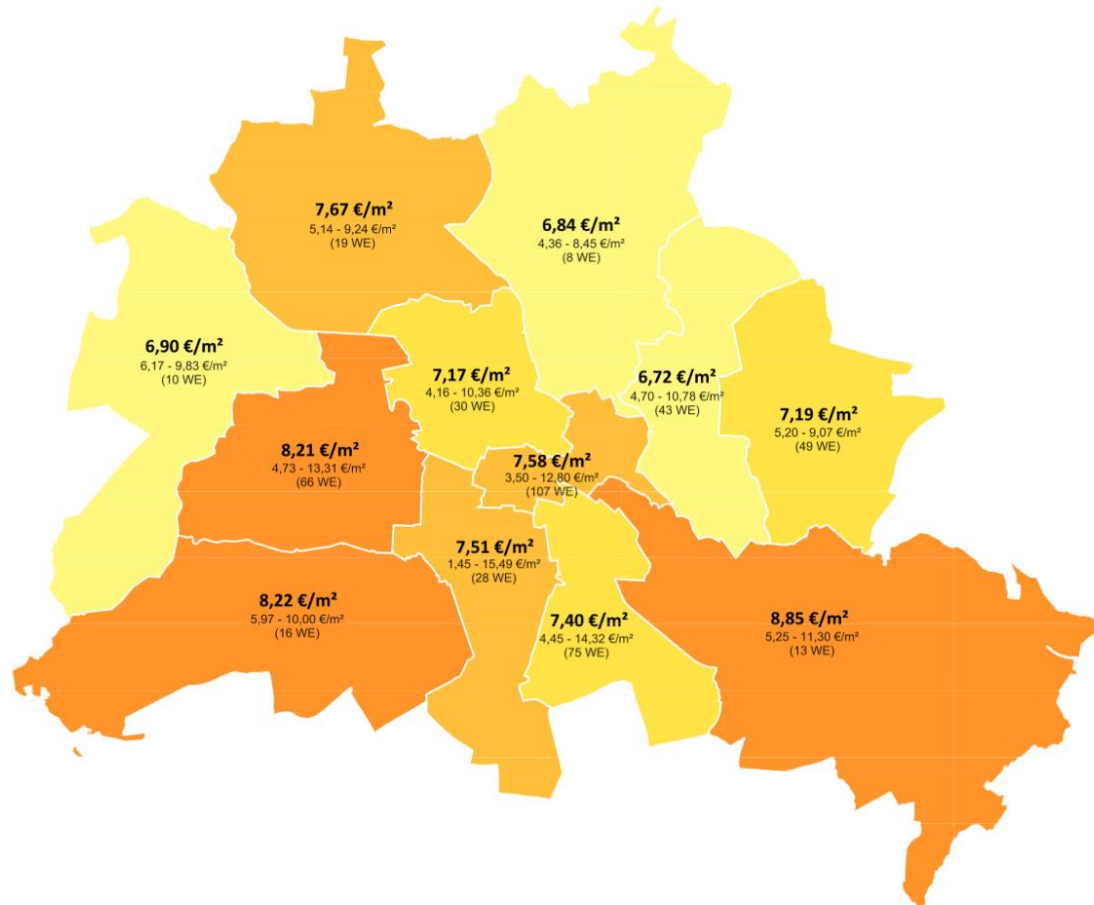 7,67 €/m²
5,14 - 9,24 €/m²
(19 WE)
6,84 €/m²
4,36 - 8,45 €/m²
(8 WE)
6,90 €/m²
6,17 - 9,83 €/m²
(10 WE)
7,17 €/m²
4,16 - 10,36 €/m²
(30 WE)
6,72 €/m²
4,70 - 10,78 €/m²
(43 WE)
7,19 €/m²
5,20 - 9,07 €/m²
(49 WE)
8,21 €/m²
4,73 - 13,31 €/m²
(66 WE)
7,58 €/m²
3,50 - 12,80 €/m²
(107 WE)
7,51 €/m²
1,45 - 15,49 €/m²
(28 WE)
8,22 €/m²
5,97 - 10,00 €/m²
(16 WE)
7,40 €/m²
4,45 - 14,32 €/m²
(75 WE)
8,85 €/m²
5,25 - 11,30 €/m²
(13 WE)